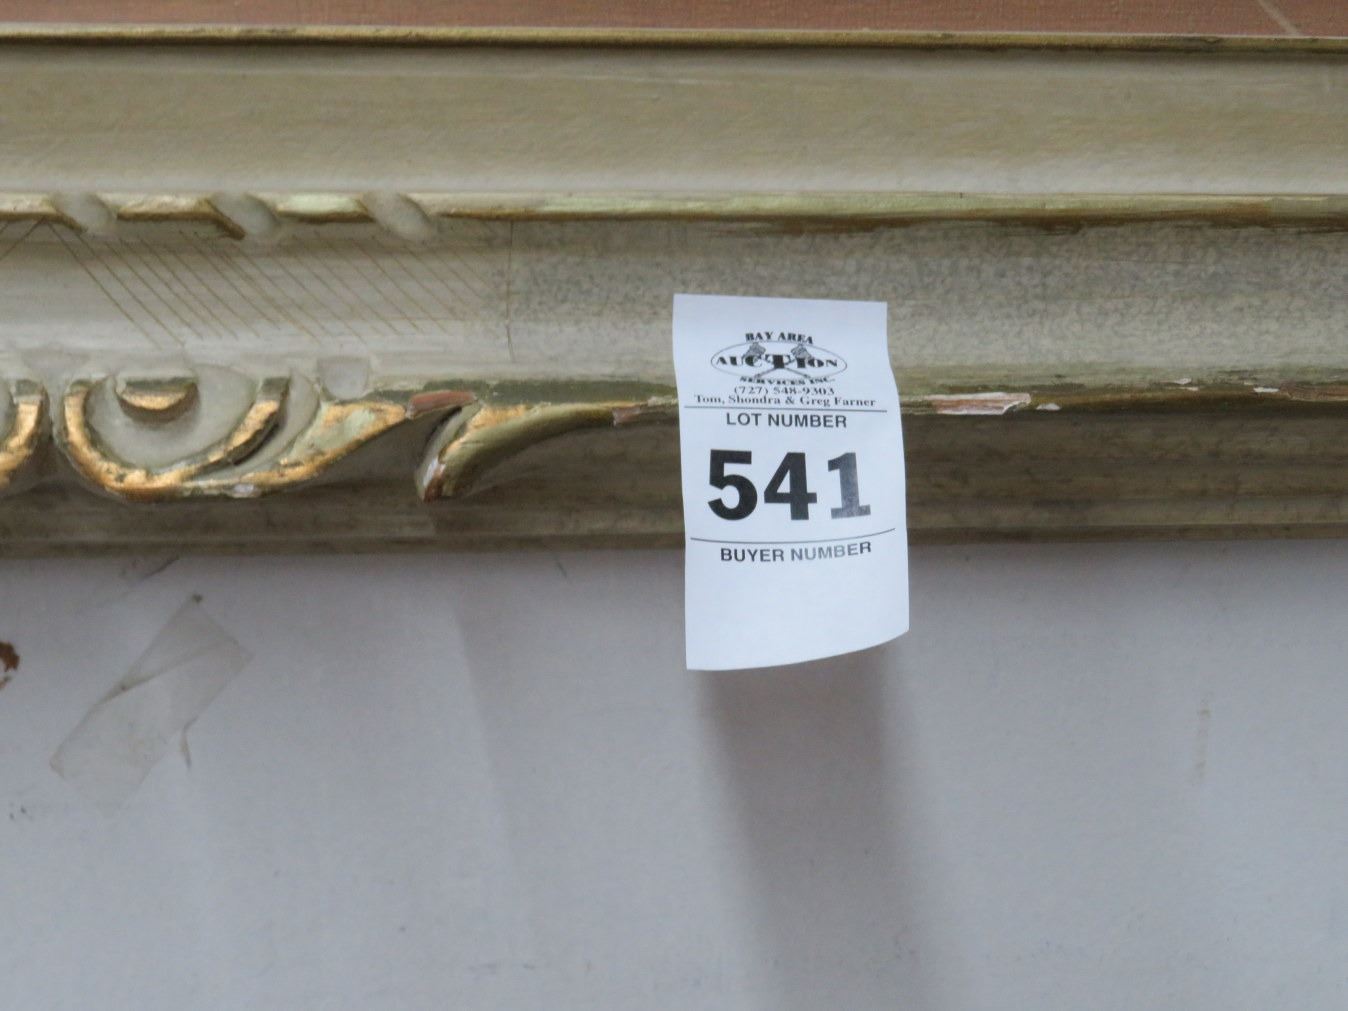 BAY AREA
AUCTION
SERVICES INC.
(727) 548-9303
Tom, Shondra & Greg Farner
LOT NUMBER
541
BUYER NUMBER